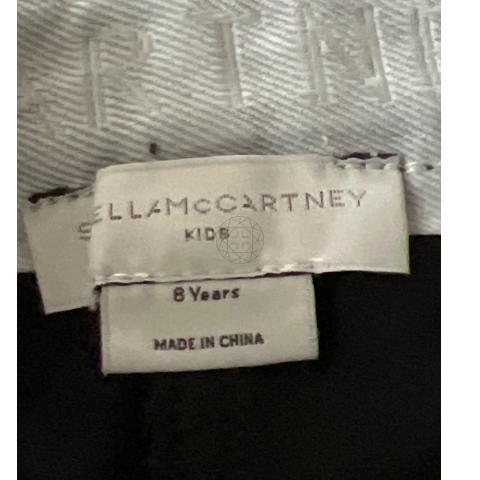 ELLAMCCARTNEY
KIDS
8 Years
MADE IN CHINA